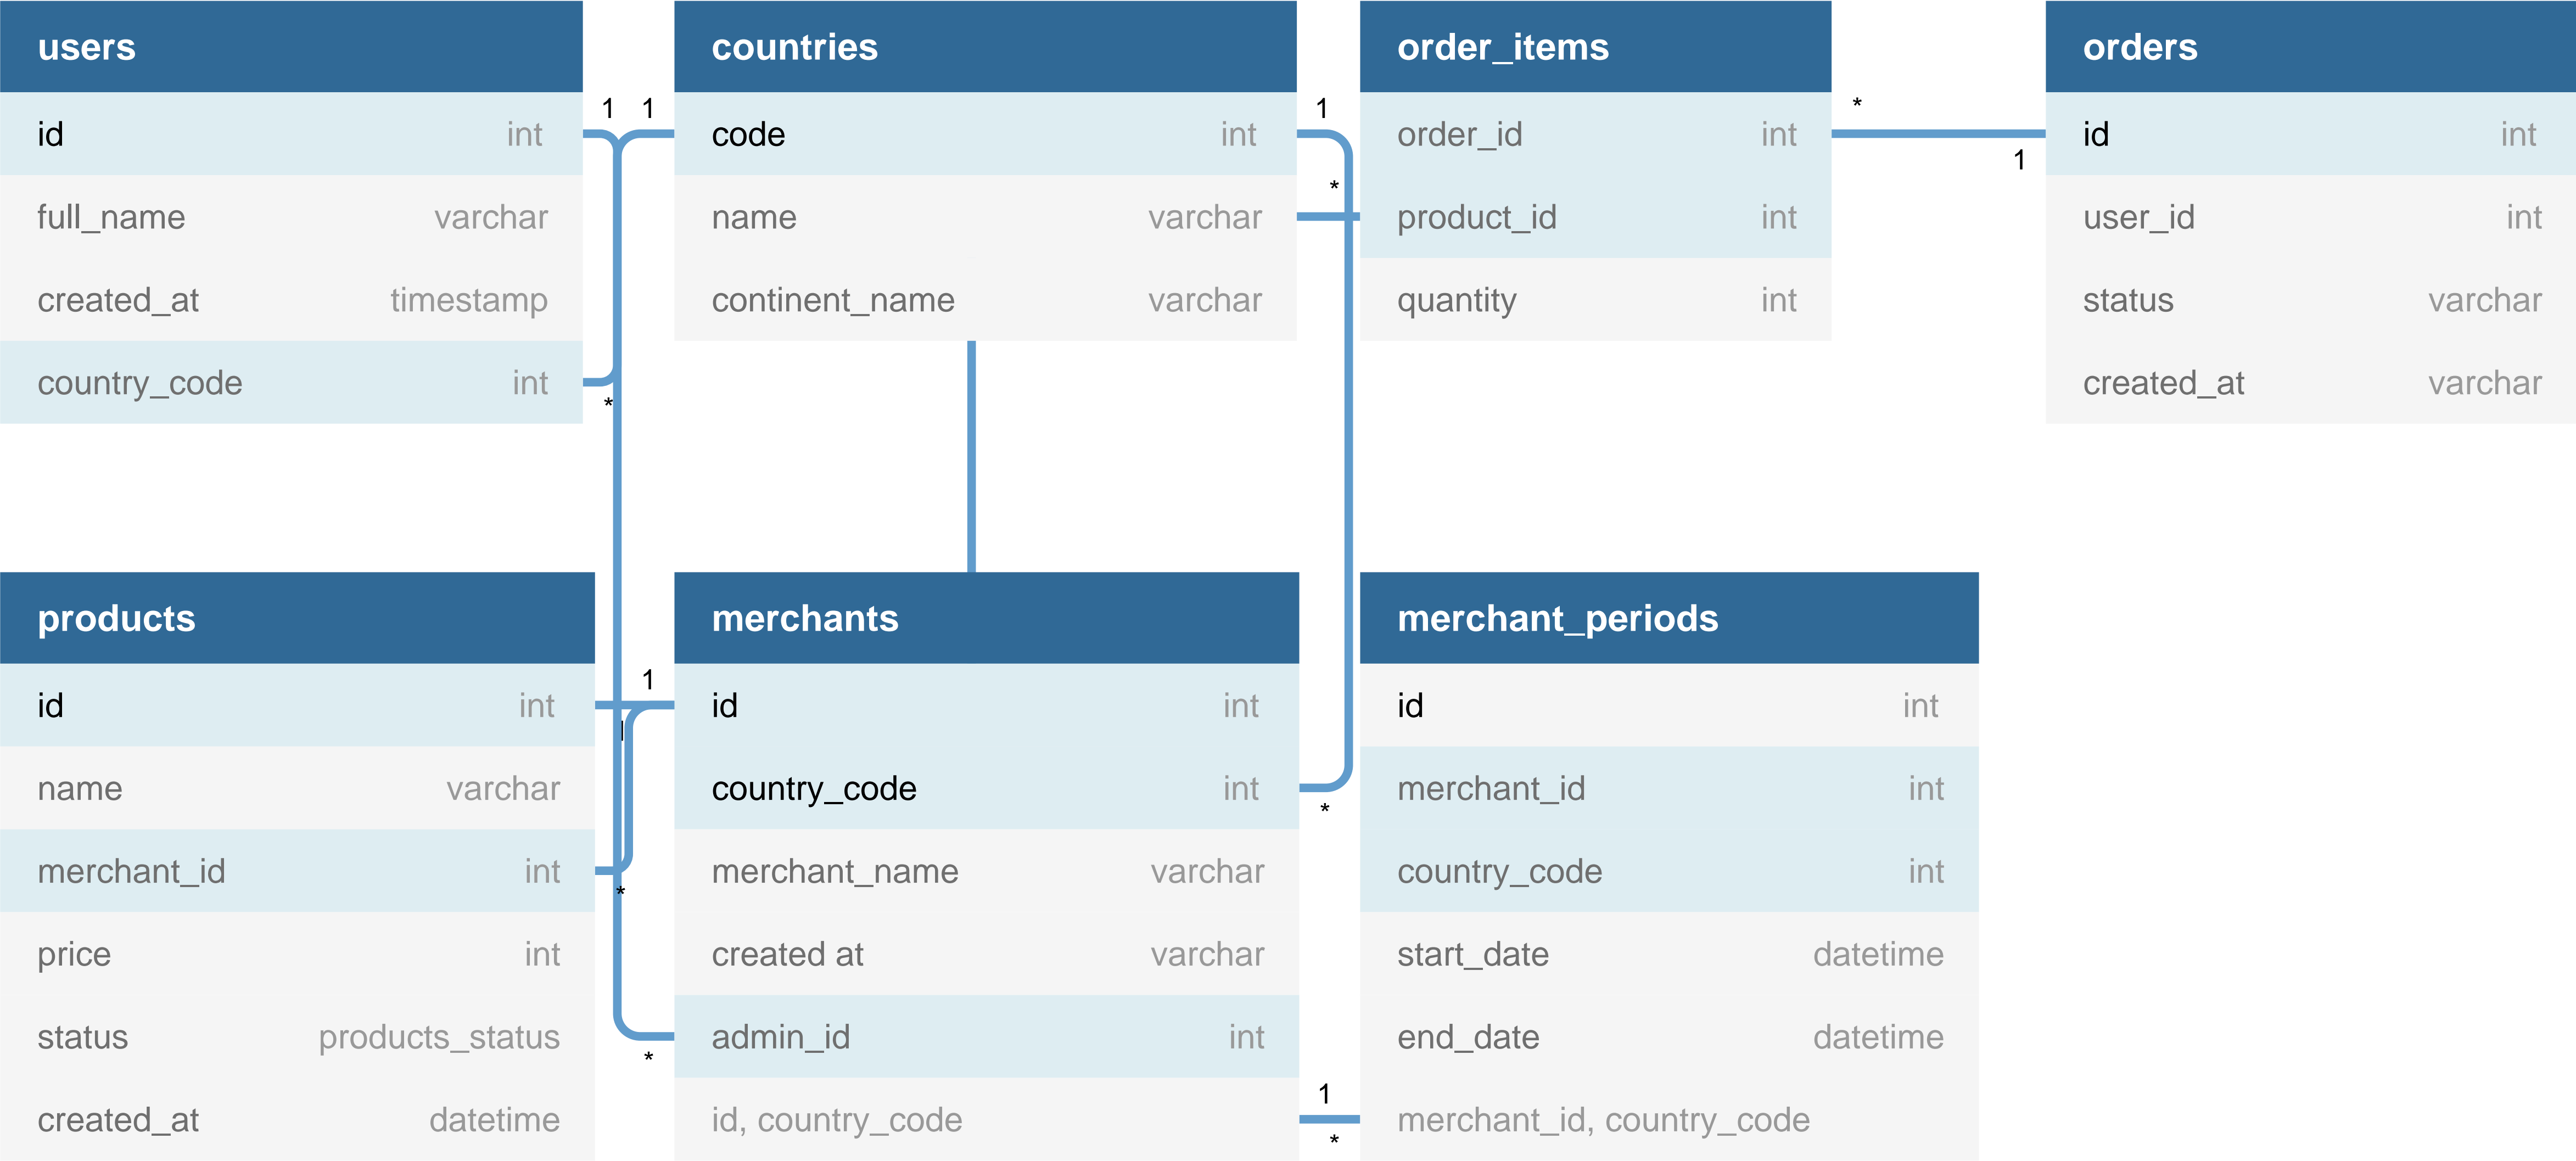 users
id int
full_name varchar
created_at timestamp
country_code int
1
*
countries
code int
name varchar
continent_name varchar
1
1
*
order_items
order_id int
product_id int
quantity int
*
1
orders
id int
user_id int
status varchar
created_at varchar
products
id int
name varchar
merchant_id int
price int
status products_status
created_at datetime
1
*
*
merchants
id int
country_code int
merchant_name varchar
created at varchar
admin_id int
id, country_code
*
1
*
merchant_periods
id int
merchant_id int
country_code int
start_date datetime
end_date datetime
merchant_id, country_code